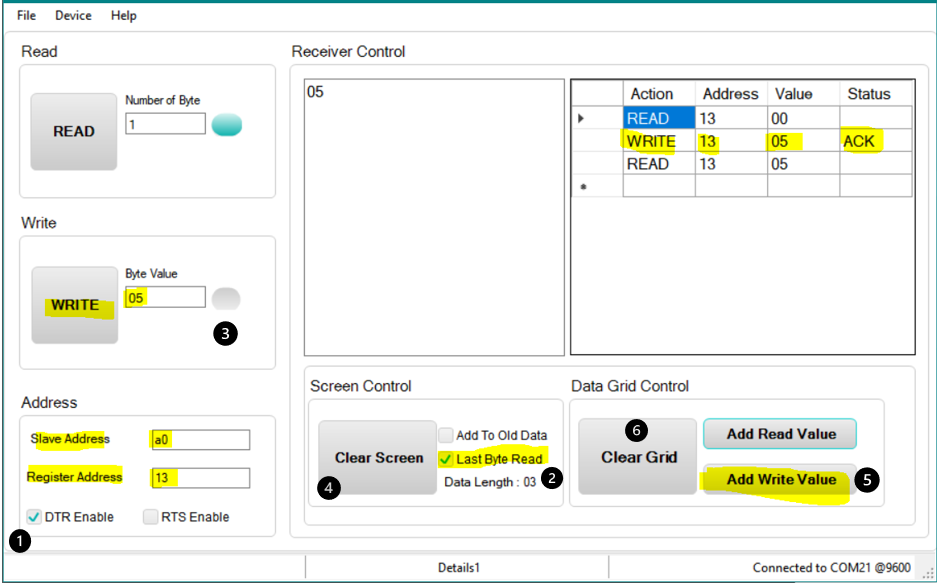 File Device Help
Read
READ
Number of Byte
1
Write
WRITE
Byte Value
05
3
Address
Slave Address a0
Register Address 13
DTR Enable RTS Enable
1
Receiver Control
05
Action Address Value Status
READ 13 00
WRITE 13 05 ACK
READ 13 05
*
Screen Control
Clear Screen
4
Add To Old Data
Last Byte Read
Data Length : 03 2
Data Grid Control
6
Clear Grid
Add Read Value
Add Write Value 5
Details1 Connected to COM21 @9600